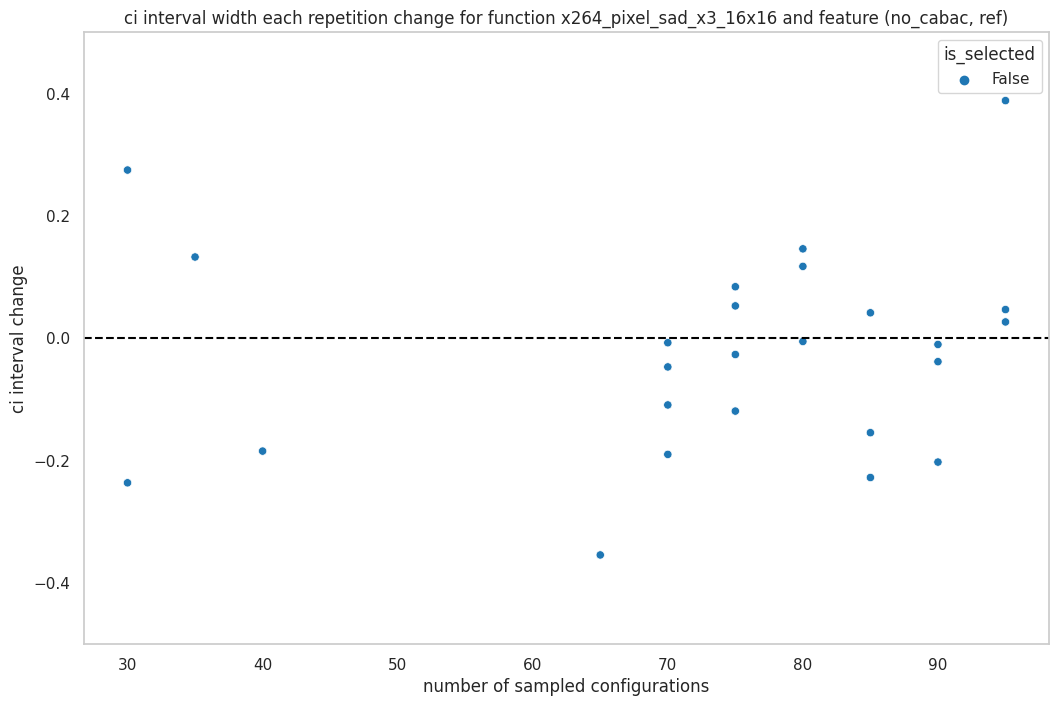 ci interval width each repetition change for function x264_pixel_sad_x3_16x16 and feature (no_cabac, ref)
is_selected
False
0.4
0.2
0.0
−0.2
−0.4
ci interval change
30 40 50 60 70 80 90
number of sampled configurations